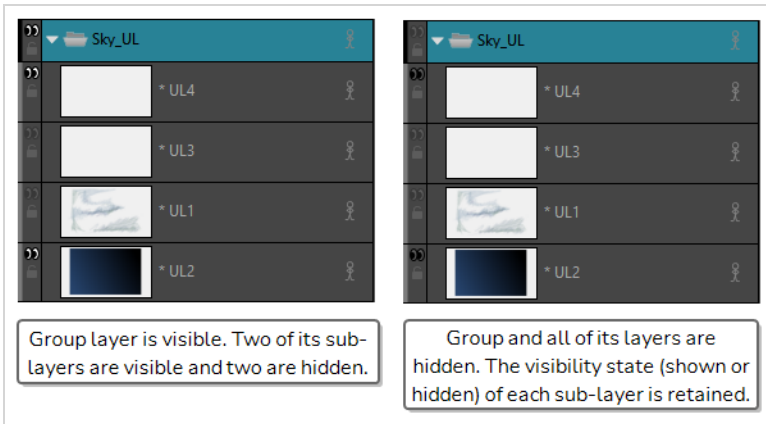 Sky_UL
* UL4
* UL3
* UL1
* UL2
Group layer is visible. Two of its sub-
layers are visible and two are hidden.
Sky_UL
* UL4
* UL3
* UL1
* UL2
Group and all of its layers are
hidden. The visibility state (shown or
hidden) of each sub-layer is retained.